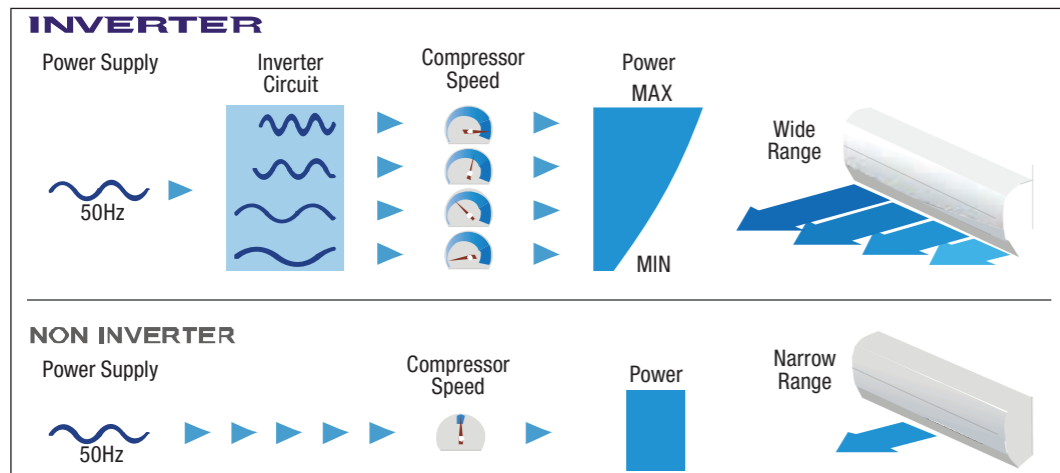 INVERTER
Power Supply
Inverter
Circuit
Compressor
Speed
Power
MAX
Wide
Range
50Hz
MIN
NON INVERTER
Power Supply
Compressor
Speed
Power
Narrow
Range
50Hz